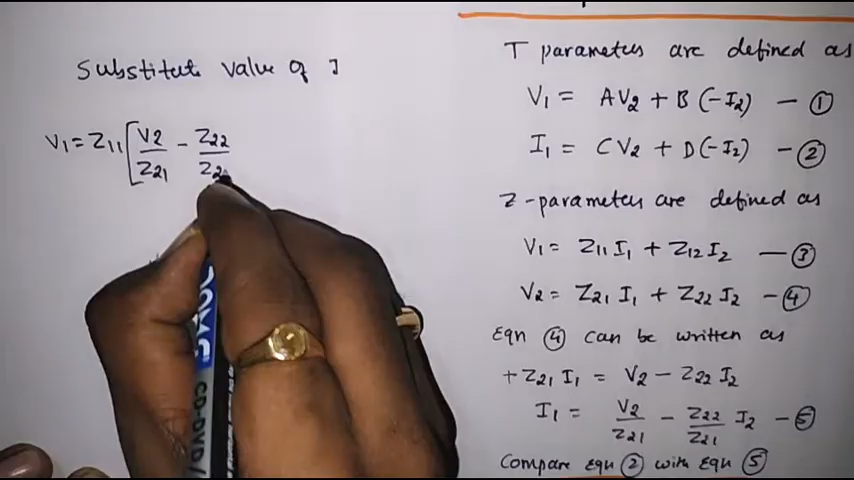 Substitute value of I
V1 = Z11 [ V2/Z21 - Z22/Z21
T parameters are defined as
V1 = AV2 + B(-I2) - ①
I1 = CV2 + D(-I2) - ②
Z-parameters are defined as
V1 = Z11 I1 + Z12 I2 - ③
V2 = Z21 I1 + Z22 I2 - ④
Eqn ④ can be written as
+Z21 I1 = V2 - Z22 I2
I1 = V2/Z21 - Z22/Z21 I2 - ⑤
Compare Eqn ② with Eqn ⑤
CD-DVD/